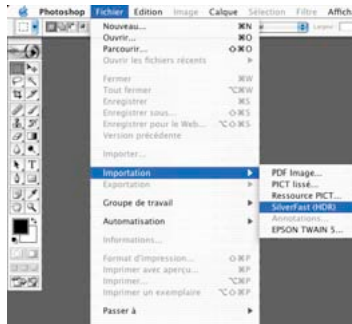 Photoshop Fichier Edition Image Calque Sélection Filtre Affich
Nouveau... ⌘N
Ouvrir... ⌘O
Parcourir... ⇧⌘O
Ouvrir les fichiers récents
Fermer ⌘W
Tout fermer ⌥⌘W
Enregistrer ⌘S
Enregistrer sous... ⇧⌘S
Enregistrer pour le Web... ⌥⇧⌘S
Version précédente
Importer...
Importation
Exportation
Groupe de travail
Automatisation
Informations...
Format d'impression... ⇧⌘P
Imprimer avec aperçu... ⌘P
Imprimer... ⌥⌘P
Imprimer un exemplaire ⌥⇧⌘P
Passer à
PDF Image...
PICT lissé...
Ressource PICT...
SilverFast (HDR)
Annotations...
EPSON TWAIN 5...